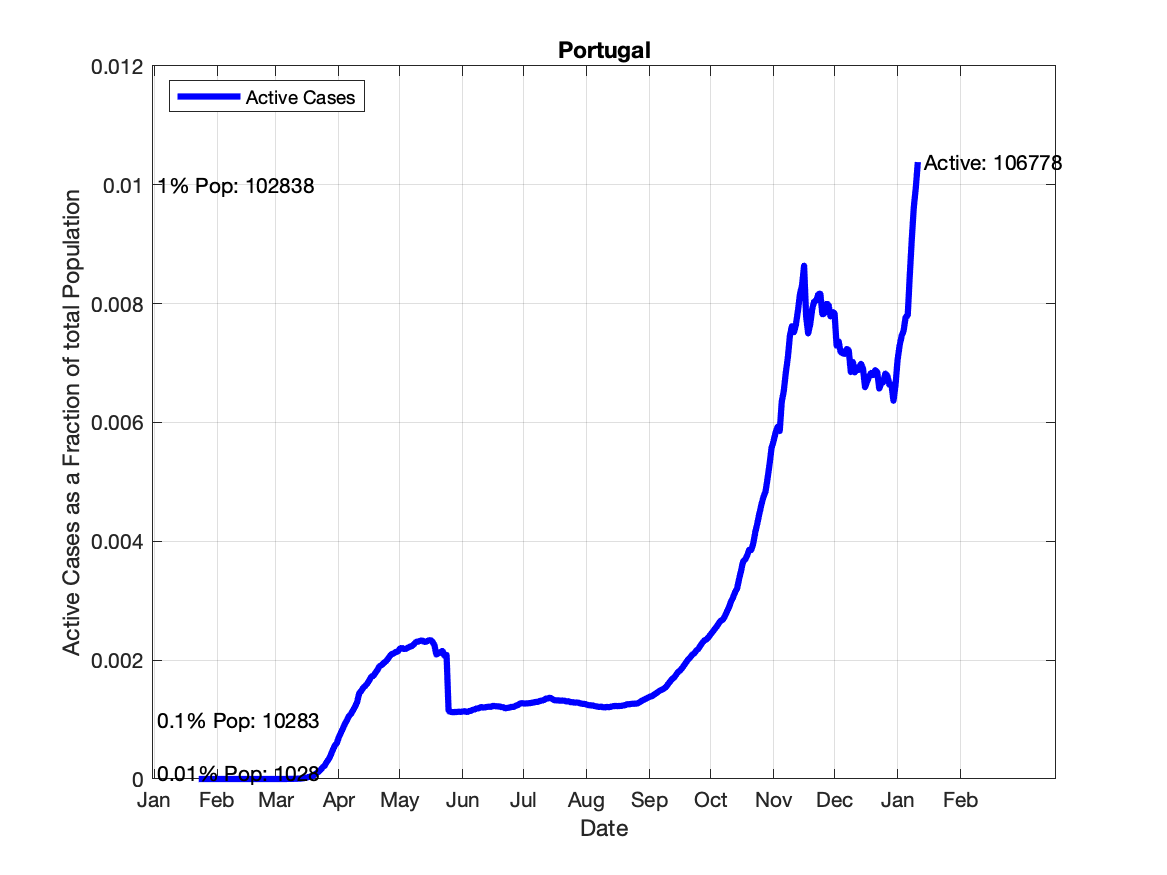 Portugal
0.012
Active Cases
Active: 106778
0.01
1% Pop: 102838
0.008
0.006
0.004
0.002
0.1% Pop: 10283
0.01% Pop: 1028
0
Active Cases as a Fraction of total Population
Jan Feb Mar Apr May Jun Jul Aug Sep Oct Nov Dec Jan Feb
Date